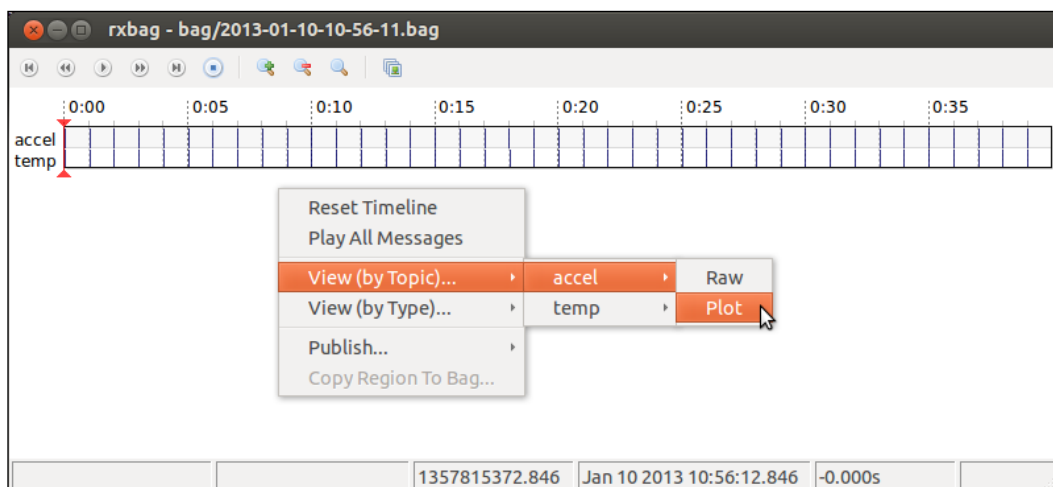 rxbag - bag/2013-01-10-10-56-11.bag
0:00 0:05 0:10 0:15 0:20 0:25 0:30 0:35
accel
temp
Reset Timeline
Play All Messages
View (by Topic)... accel Raw
View (by Type)... temp Plot
Publish...
Copy Region To Bag...
1357815372.846 Jan 10 2013 10:56:12.846 -0.000s